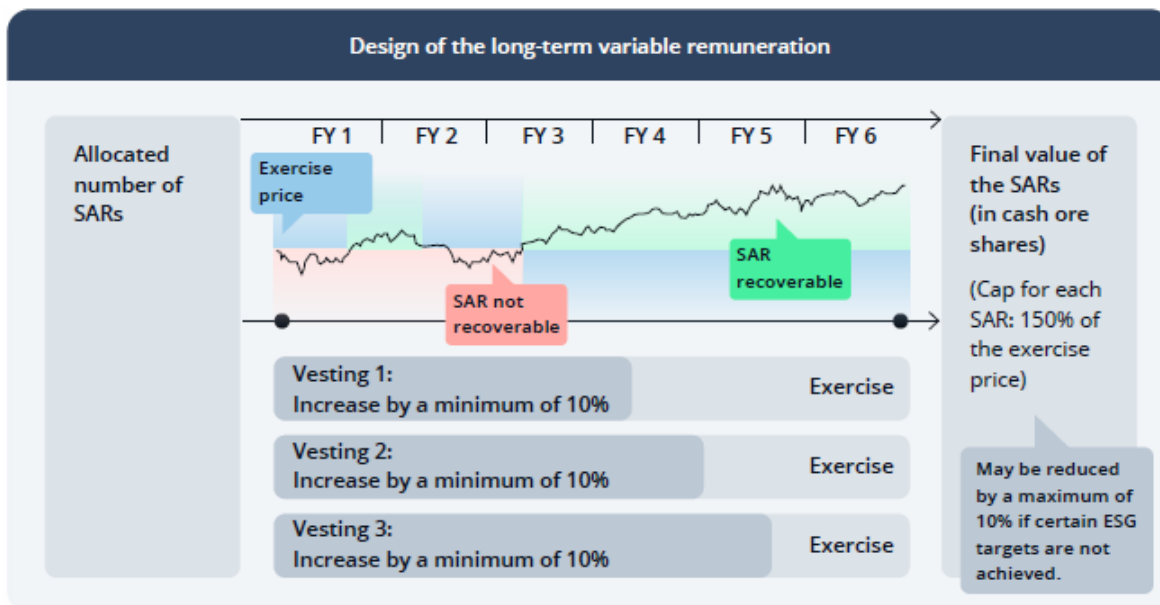 Design of the long-term variable remuneration
Allocated
number of
SARs
FY 1
FY 2
FY 3
FY 4
FY 5
FY 6
Exercise
price
SAR not
recoverable
SAR
recoverable
Vesting 1:
Increase by a minimum of 10%
Exercise
Vesting 2:
Increase by a minimum of 10%
Exercise
Vesting 3:
Increase by a minimum of 10%
Exercise
Final value of
the SARs
(in cash ore
shares)
(Cap for each
SAR: 150% of
the exercise
price)
May be reduced
by a maximum of
10% if certain ESG
targets are not
achieved.